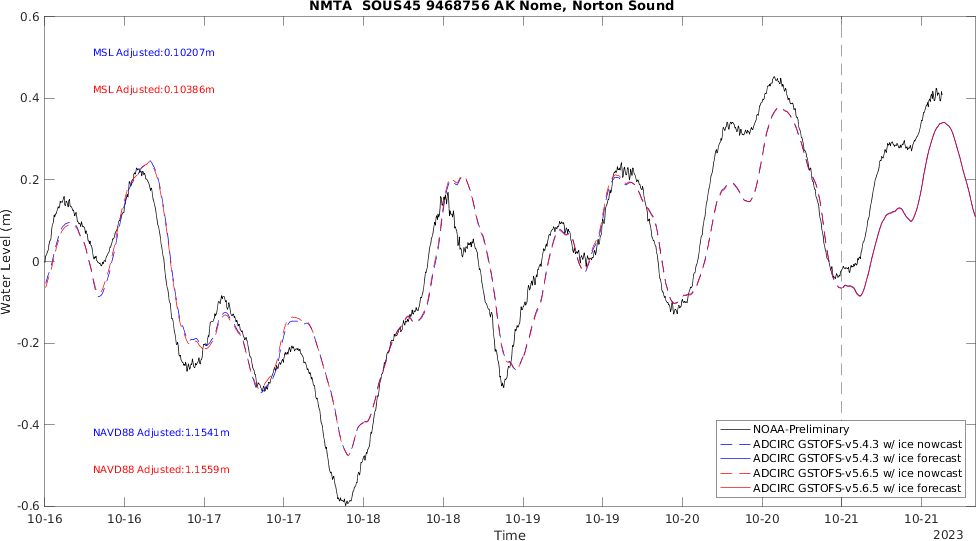 NMTA  SOUS45 9468756 AK Nome, Norton Sound
MSL Adjusted:0.10207m
MSL Adjusted:0.10386m
NAVD88 Adjusted:1.1541m
NAVD88 Adjusted:1.1559m
Water Level (m)
0.6
0.4
0.2
0
-0.2
-0.4
-0.6
NOAA-Preliminary
ADCIRC GSTOFS-v5.4.3 w/ ice nowcast
ADCIRC GSTOFS-v5.4.3 w/ ice forecast
ADCIRC GSTOFS-v5.6.5 w/ ice nowcast
ADCIRC GSTOFS-v5.6.5 w/ ice forecast
10-16 10-16 10-17 10-17 10-18 10-18 10-19 10-19 10-20 10-20 10-21 10-21
Time
2023